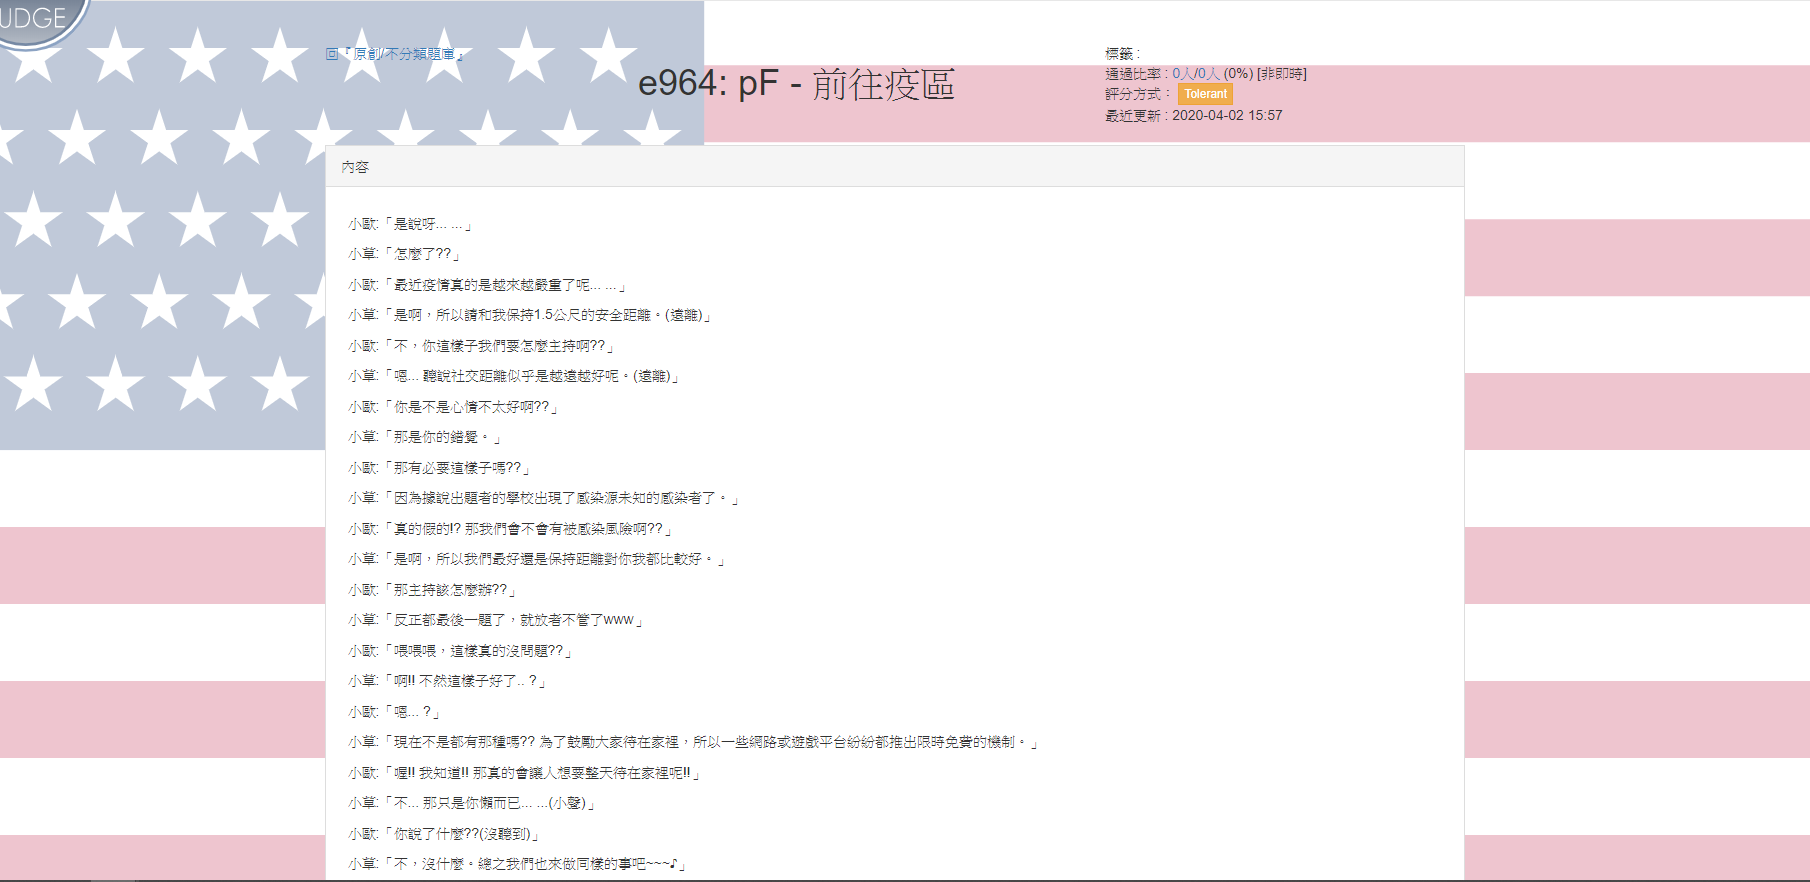 UDGE
回『原創/不分類題庫』
e964: pF - 前往疫區
標籤 :
通過比率 : 0人/0人 (0%) [非即時]
評分方式 : Tolerant
最近更新 : 2020-04-02 15:57
內容
小歐:「是說呀... ...」
小草:「怎麼了??」
小歐:「最近疫情真的是越來越嚴重了呢... ...」
小草:「是啊，所以請和我保持1.5公尺的安全距離。(遠離)」
小歐:「不，你這樣子我們要怎麼主持啊??」
小草:「嗯... 聽說社交距離似乎是越遠越好呢。(遠離)」
小歐:「你是不是心情不太好啊??」
小草:「那是你的錯覺。」
小歐:「那有必要這樣子嗎??」
小草:「因為據說出題者的學校出現了感染源未知的感染者了。」
小歐:「真的假的!? 那我們會不會有被感染風險啊??」
小草:「是啊，所以我們最好還是保持距離對你我都比較好。」
小歐:「那主持該怎麼辦??」
小草:「反正都最後一題了，就放著不管了www」
小歐:「喂喂喂，這樣真的沒問題??」
小草:「啊!! 不然這樣子好了.. ?」
小歐:「嗯... ?」
小草:「現在不是都有那種嗎?? 為了鼓勵大家待在家裡，所以一些網路或遊戲平台紛紛都推出限時免費的機制。」
小歐:「喔!! 我知道!! 那真的會讓人想要整天待在家裡呢!!」
小草:「不... 那只是你懶而已... ...(小聲)」
小歐:「你說了什麼??(沒聽到)」
小草:「不，沒什麼。總之我們也來做同樣的事吧~~~♪」